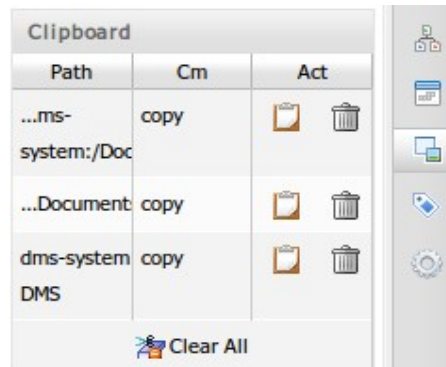 Clipboard
Path Cm Act
...ms- copy
system:/Doc
...Document copy
dms-system copy
DMS
Clear All